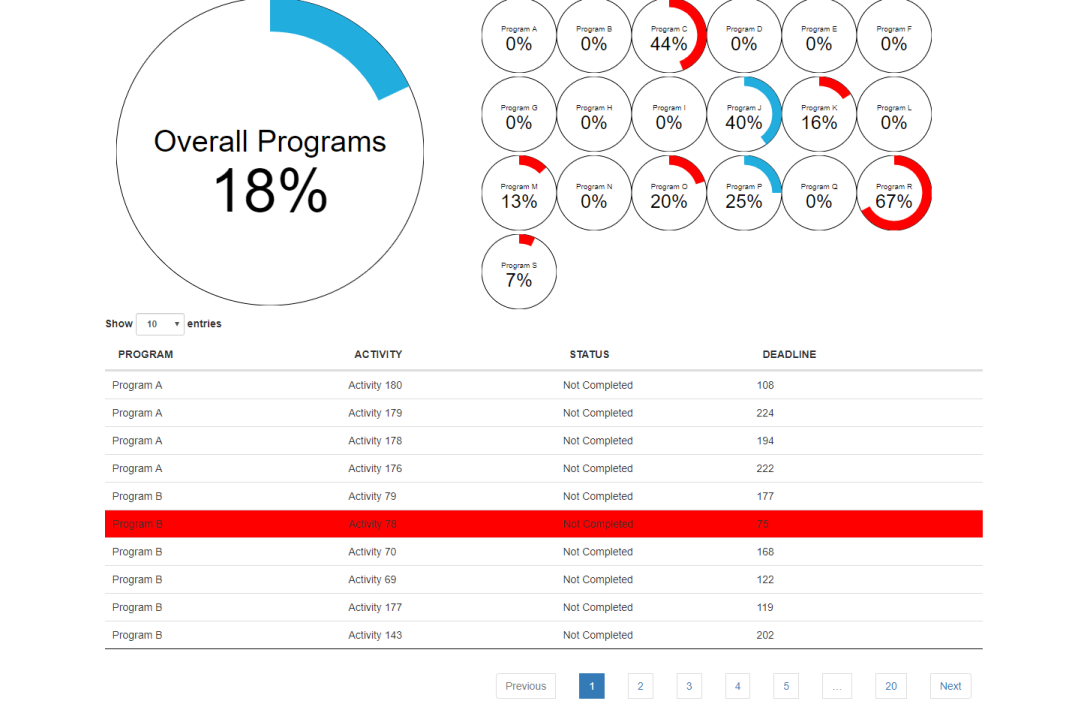 Overall Programs
18%
Program A
0%
Program B
0%
Program C
44%
Program D
0%
Program E
0%
Program F
0%
Program G
0%
Program H
0%
Program I
0%
Program J
40%
Program K
16%
Program L
0%
Program M
13%
Program N
0%
Program O
20%
Program P
25%
Program Q
0%
Program R
67%
Program S
7%
Show 10 entries
PROGRAM ACTIVITY STATUS DEADLINE
Program A Activity 180 Not Completed 108
Program A Activity 179 Not Completed 224
Program A Activity 178 Not Completed 194
Program A Activity 176 Not Completed 222
Program B Activity 79 Not Completed 177
Program B Activity 78 Not Completed 75
Program B Activity 70 Not Completed 168
Program B Activity 69 Not Completed 122
Program B Activity 177 Not Completed 119
Program B Activity 143 Not Completed 202
Previous 1 2 3 4 5 ... 20 Next